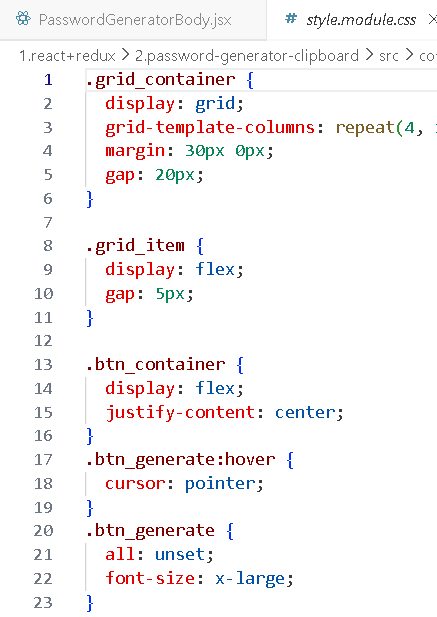 PasswordGeneratorBody.jsx
# style.module.css
1.react+redux > 2.password-generator-clipboard > src > co
1 .grid_container {
2 display: grid;
3 grid-template-columns: repeat(4,
4 margin: 30px 0px;
5 gap: 20px;
6 }
7
8 .grid_item {
9 display: flex;
10 gap: 5px;
11 }
12
13 .btn_container {
14 display: flex;
15 justify-content: center;
16 }
17 .btn_generate:hover {
18 cursor: pointer;
19 }
20 .btn_generate {
21 all: unset;
22 font-size: x-large;
23 }